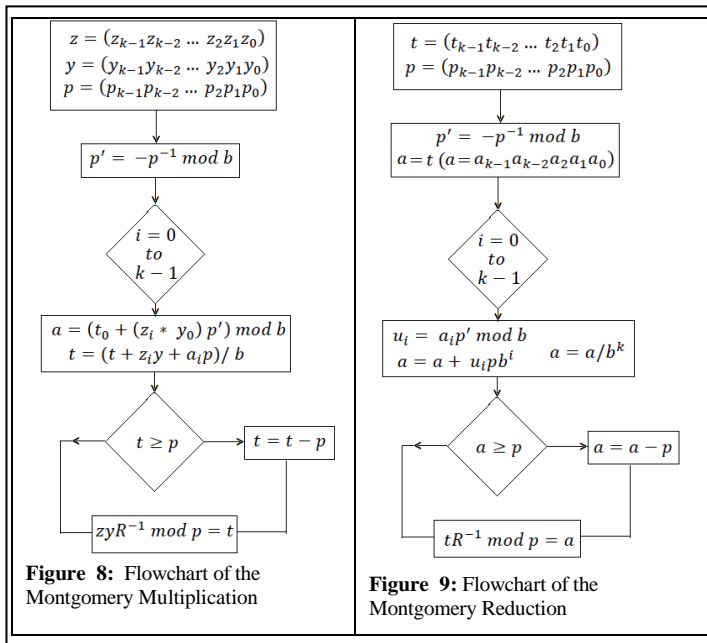 z = (z_{k−1}z_{k−2} … z_2z_1z_0)
y = (y_{k−1}y_{k−2} … y_2y_1y_0)
p = (p_{k−1}p_{k−2} … p_2p_1p_0)
p′ = −p^{−1} mod b
i = 0
to
k − 1
a = (t_0 + (z_i * y_0) p′) mod b
t = (t + z_iy + a_ip)/ b
t ≥ p
t = t − p
zyR^{−1} mod p = t
Figure 8: Flowchart of the
Montgomery Multiplication
t = (t_{k−1}t_{k−2} … t_2t_1t_0)
p = (p_{k−1}p_{k−2} … p_2p_1p_0)
p′ = −p^{−1} mod b
a = t (a = a_{k−1}a_{k−2}a_2a_1a_0)
i = 0
to
k − 1
u_i = a_ip′ mod b
a = a + u_ipb^i
a = a/b^k
a ≥ p
a = a − p
tR^{−1} mod p = a
Figure 9: Flowchart of the
Montgomery Reduction